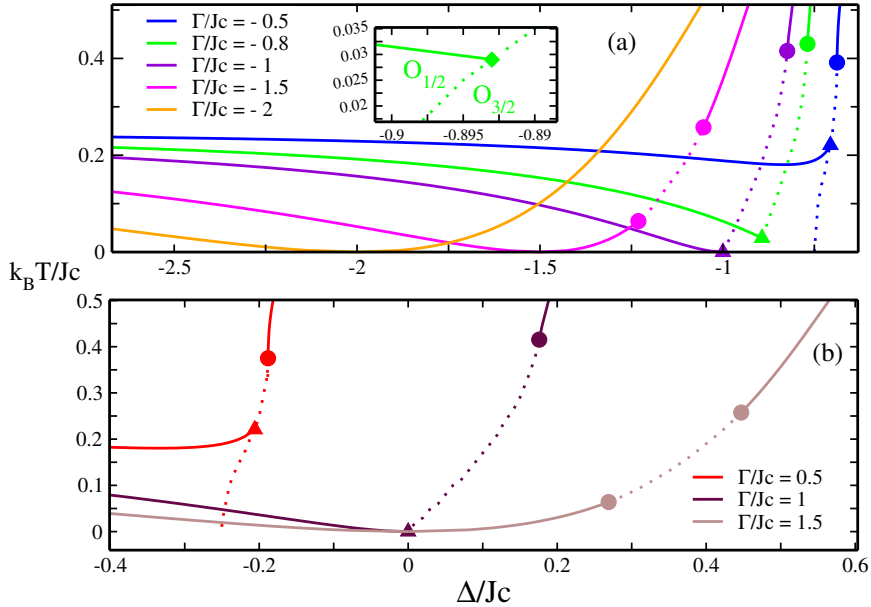 0.4
0.2
0
Γ/Jc = - 0.5
Γ/Jc = - 0.8
Γ/Jc = - 1
Γ/Jc = - 1.5
Γ/Jc = - 2
0.035
0.03
0.025
0.02
O1/2
O3/2
-0.9 -0.895 -0.89
(a)
-2.5 -2 -1.5 -1
kBT/Jc
0.5
0.4
0.3
0.2
0.1
0
(b)
Γ/Jc = 0.5
Γ/Jc = 1
Γ/Jc = 1.5
-0.4 -0.2 0 0.2 0.4 0.6
Δ/Jc